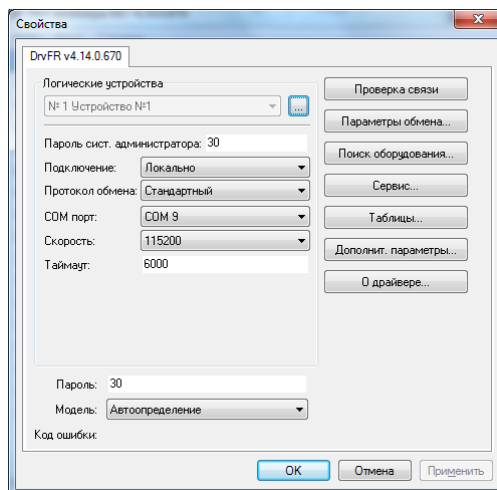 Свойства
DrvFR v4.14.0.670
Логические устройства
№ 1 Устройство №1
...
Пароль сист. администратора: 30
Подключение: Локально
Протокол обмена: Стандартный
COM порт: COM 9
Скорость: 115200
Таймаут: 6000
Проверка связи
Параметры обмена...
Поиск оборудования...
Сервис...
Таблицы...
Дополнит. параметры...
О драйвере...
Пароль: 30
Модель: Автоопределение
Код ошибки:
OK Отмена Применить